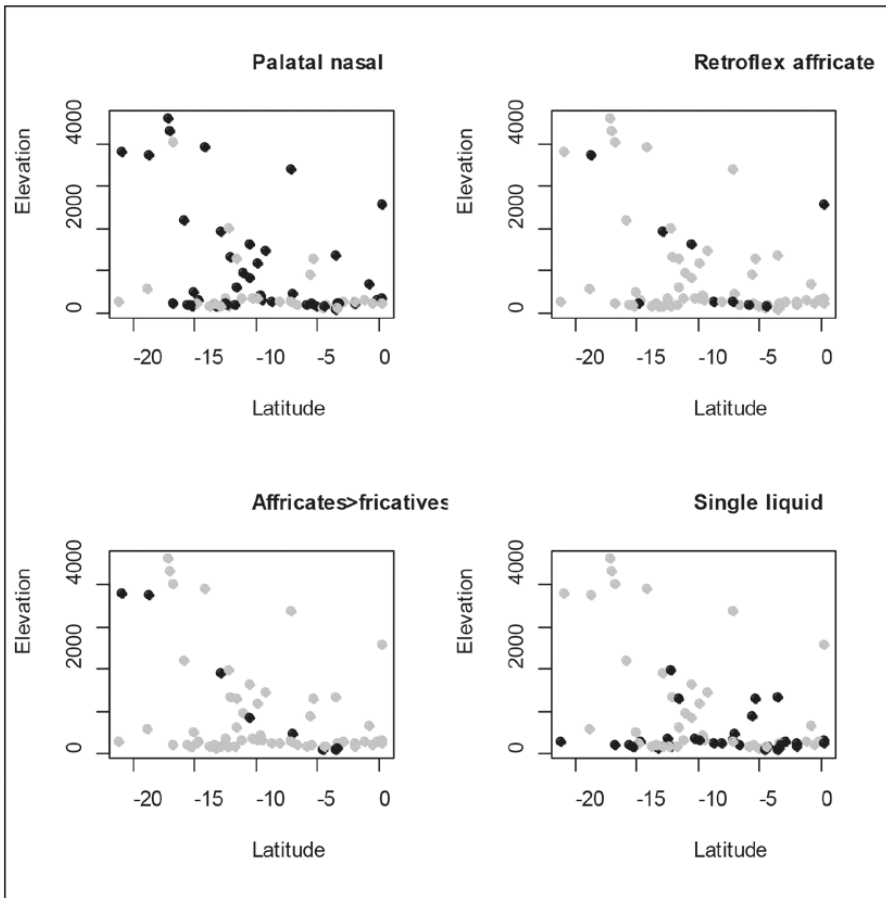 Palatal nasal
Elevation
4000
2000
0
-20 -15 -10 -5 0
Latitude
Retroflex affricate
Elevation
4000
2000
0
-20 -15 -10 -5 0
Latitude
Affricates>fricatives
Elevation
4000
2000
0
-20 -15 -10 -5 0
Latitude
Single liquid
Elevation
4000
2000
0
-20 -15 -10 -5 0
Latitude